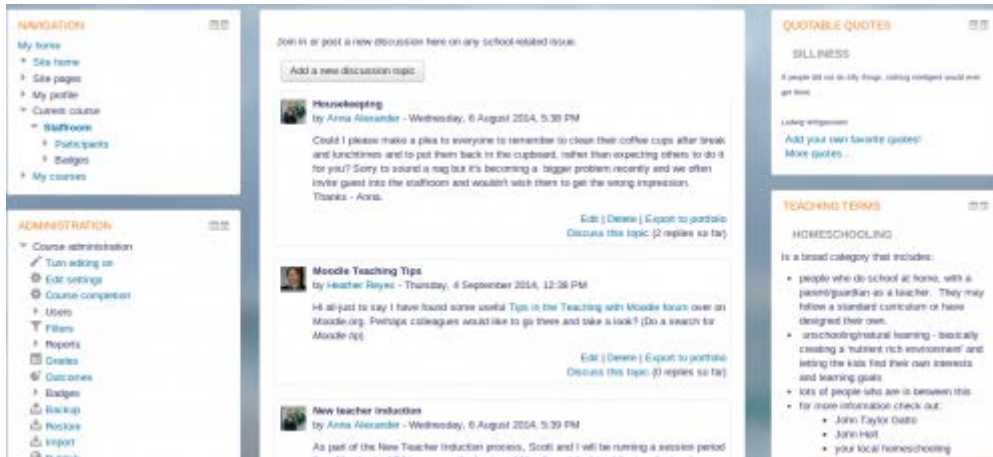 NAVIGATION
My home
Site home
Site pages
My profile
Current course
Staffroom
Participants
Badges
My courses
ADMINISTRATION
Course administration
Turn editing on
Edit settings
Course completion
Users
Filters
Reports
Grades
Outcomes
Badges
Backup
Restore
Import
Join in or post a new discussion here on any school-related issue.
Add a new discussion topic
Housekeeping
by Anna Alexander - Wednesday, 6 August 2014, 5:38 PM
Could I please make a plea to everyone to remember to clean their coffee cups after break
and lunchtimes and to put them back in the cupboard, rather than expecting others to do it
for you? Sorry to sound a nag but it's becoming a bigger problem recently and we often
invite guest into the staffroom and wouldn't wish them to get the wrong impression.
Thanks - Anna.
Edit | Delete | Export to portfolio
Discuss this topic (2 replies so far)
Moodle Teaching Tips
by Heather Reyes - Thursday, 4 September 2014, 12:36 PM
Hi all-just to say I have found some useful Tips in the Teaching with Moodle forum over on
Moodle.org. Perhaps colleagues would like to go there and take a look? (Do a search for
Moodle tip)
Edit | Delete | Export to portfolio
Discuss this topic (0 replies so far)
New teacher induction
by Anna Alexander - Wednesday, 6 August 2014, 5:39 PM
As part of the New Teacher Induction process, Scott and I will be running a session period
QUOTABLE QUOTES
SILLINESS
If people did not do silly things, nothing intelligent would ever
get done.
Ludwig wittgenstein
Add your own favorite quotes!
More quotes...
TEACHING TERMS
HOMESCHOOLING
Is a broad category that includes:
people who do school at home, with a
parent/guardian as a teacher. They may
follow a standard curriculum or have
designed their own.
unschooling/natural learning - basically
creating a 'nutrient rich environment' and
letting the kids find their own interests
and learning goals
lots of people who are in between this
for more information check out:
John Taylor Gatto
John Holt
your local homeschooling